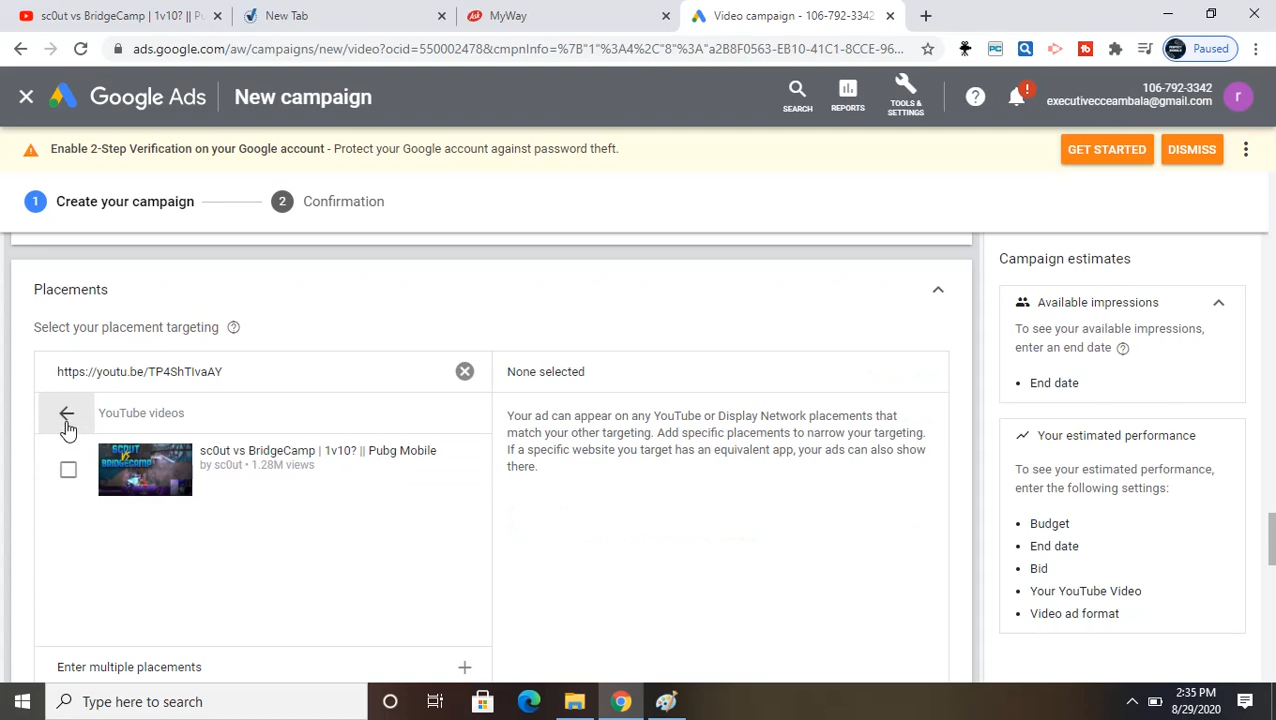 sc0ut vs BridgeCamp | 1v10? || Pu
New Tab
MyWay
Video campaign - 106-792-3342
ads.google.com/aw/campaigns/new/video?ocid=550002478&cmpnInfo=%7B"1"%3A4%2C"8"%3A"a2B8F0563-EB10-41C1-8CCE-96...
Paused
Google Ads
New campaign
SEARCH
REPORTS
TOOLS &
SETTINGS
106-792-3342
executivecceambala@gmail.com
r
Enable 2-Step Verification on your Google account - Protect your Google account against password theft.
GET STARTED
DISMISS
1 Create your campaign
2 Confirmation
Placements
Select your placement targeting
https://youtu.be/TP4ShTIvaAY
YouTube videos
SCOUT
VS
BRIDGECAMP
sc0ut vs BridgeCamp | 1v10? || Pubg Mobile
by sc0ut • 1.28M views
Enter multiple placements
None selected
Your ad can appear on any YouTube or Display Network placements that
match your other targeting. Add specific placements to narrow your targeting.
If a specific website you target has an equivalent app, your ads can also show
there.
Campaign estimates
Available impressions
To see your available impressions,
enter an end date
• End date
Your estimated performance
To see your estimated performance,
enter the following settings:
• Budget
• End date
• Bid
• Your YouTube Video
• Video ad format
Type here to search
2:35 PM
8/29/2020